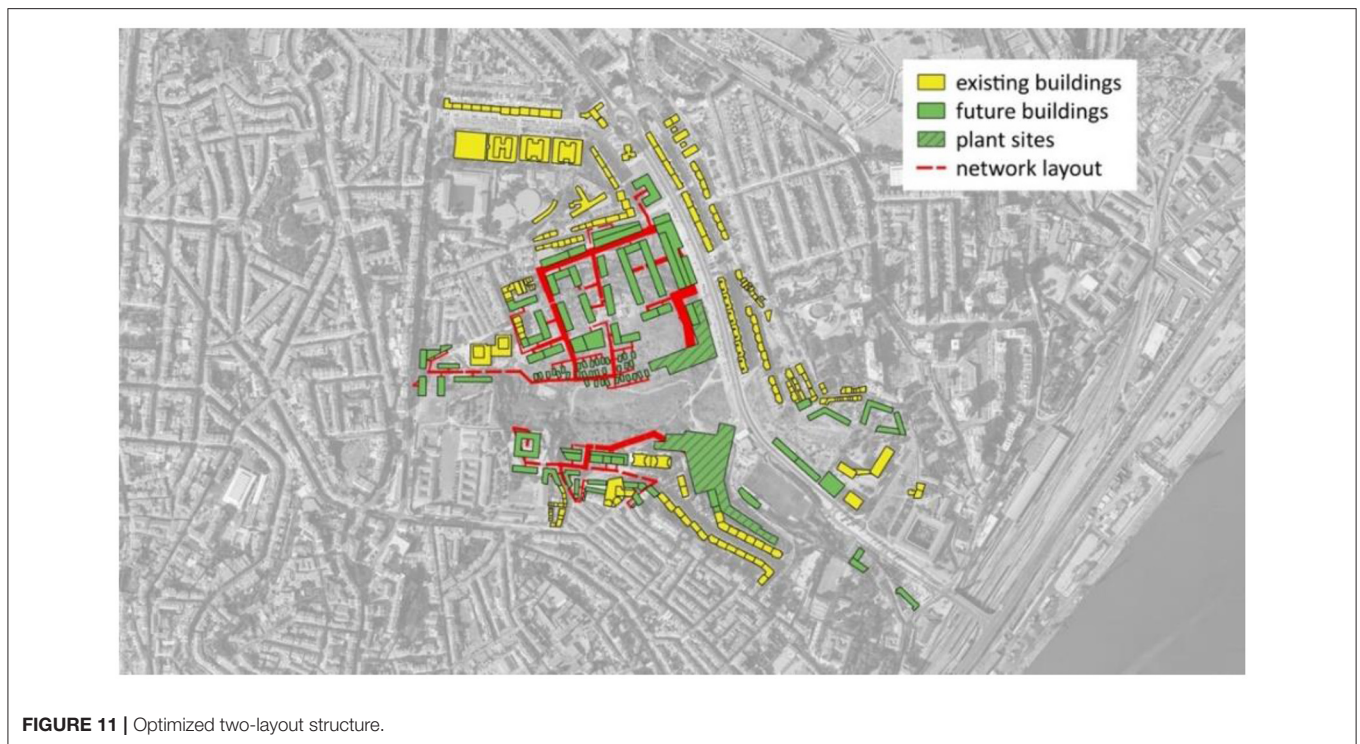 existing buildings
future buildings
plant sites
network layout
FIGURE 11 | Optimized two-layout structure.